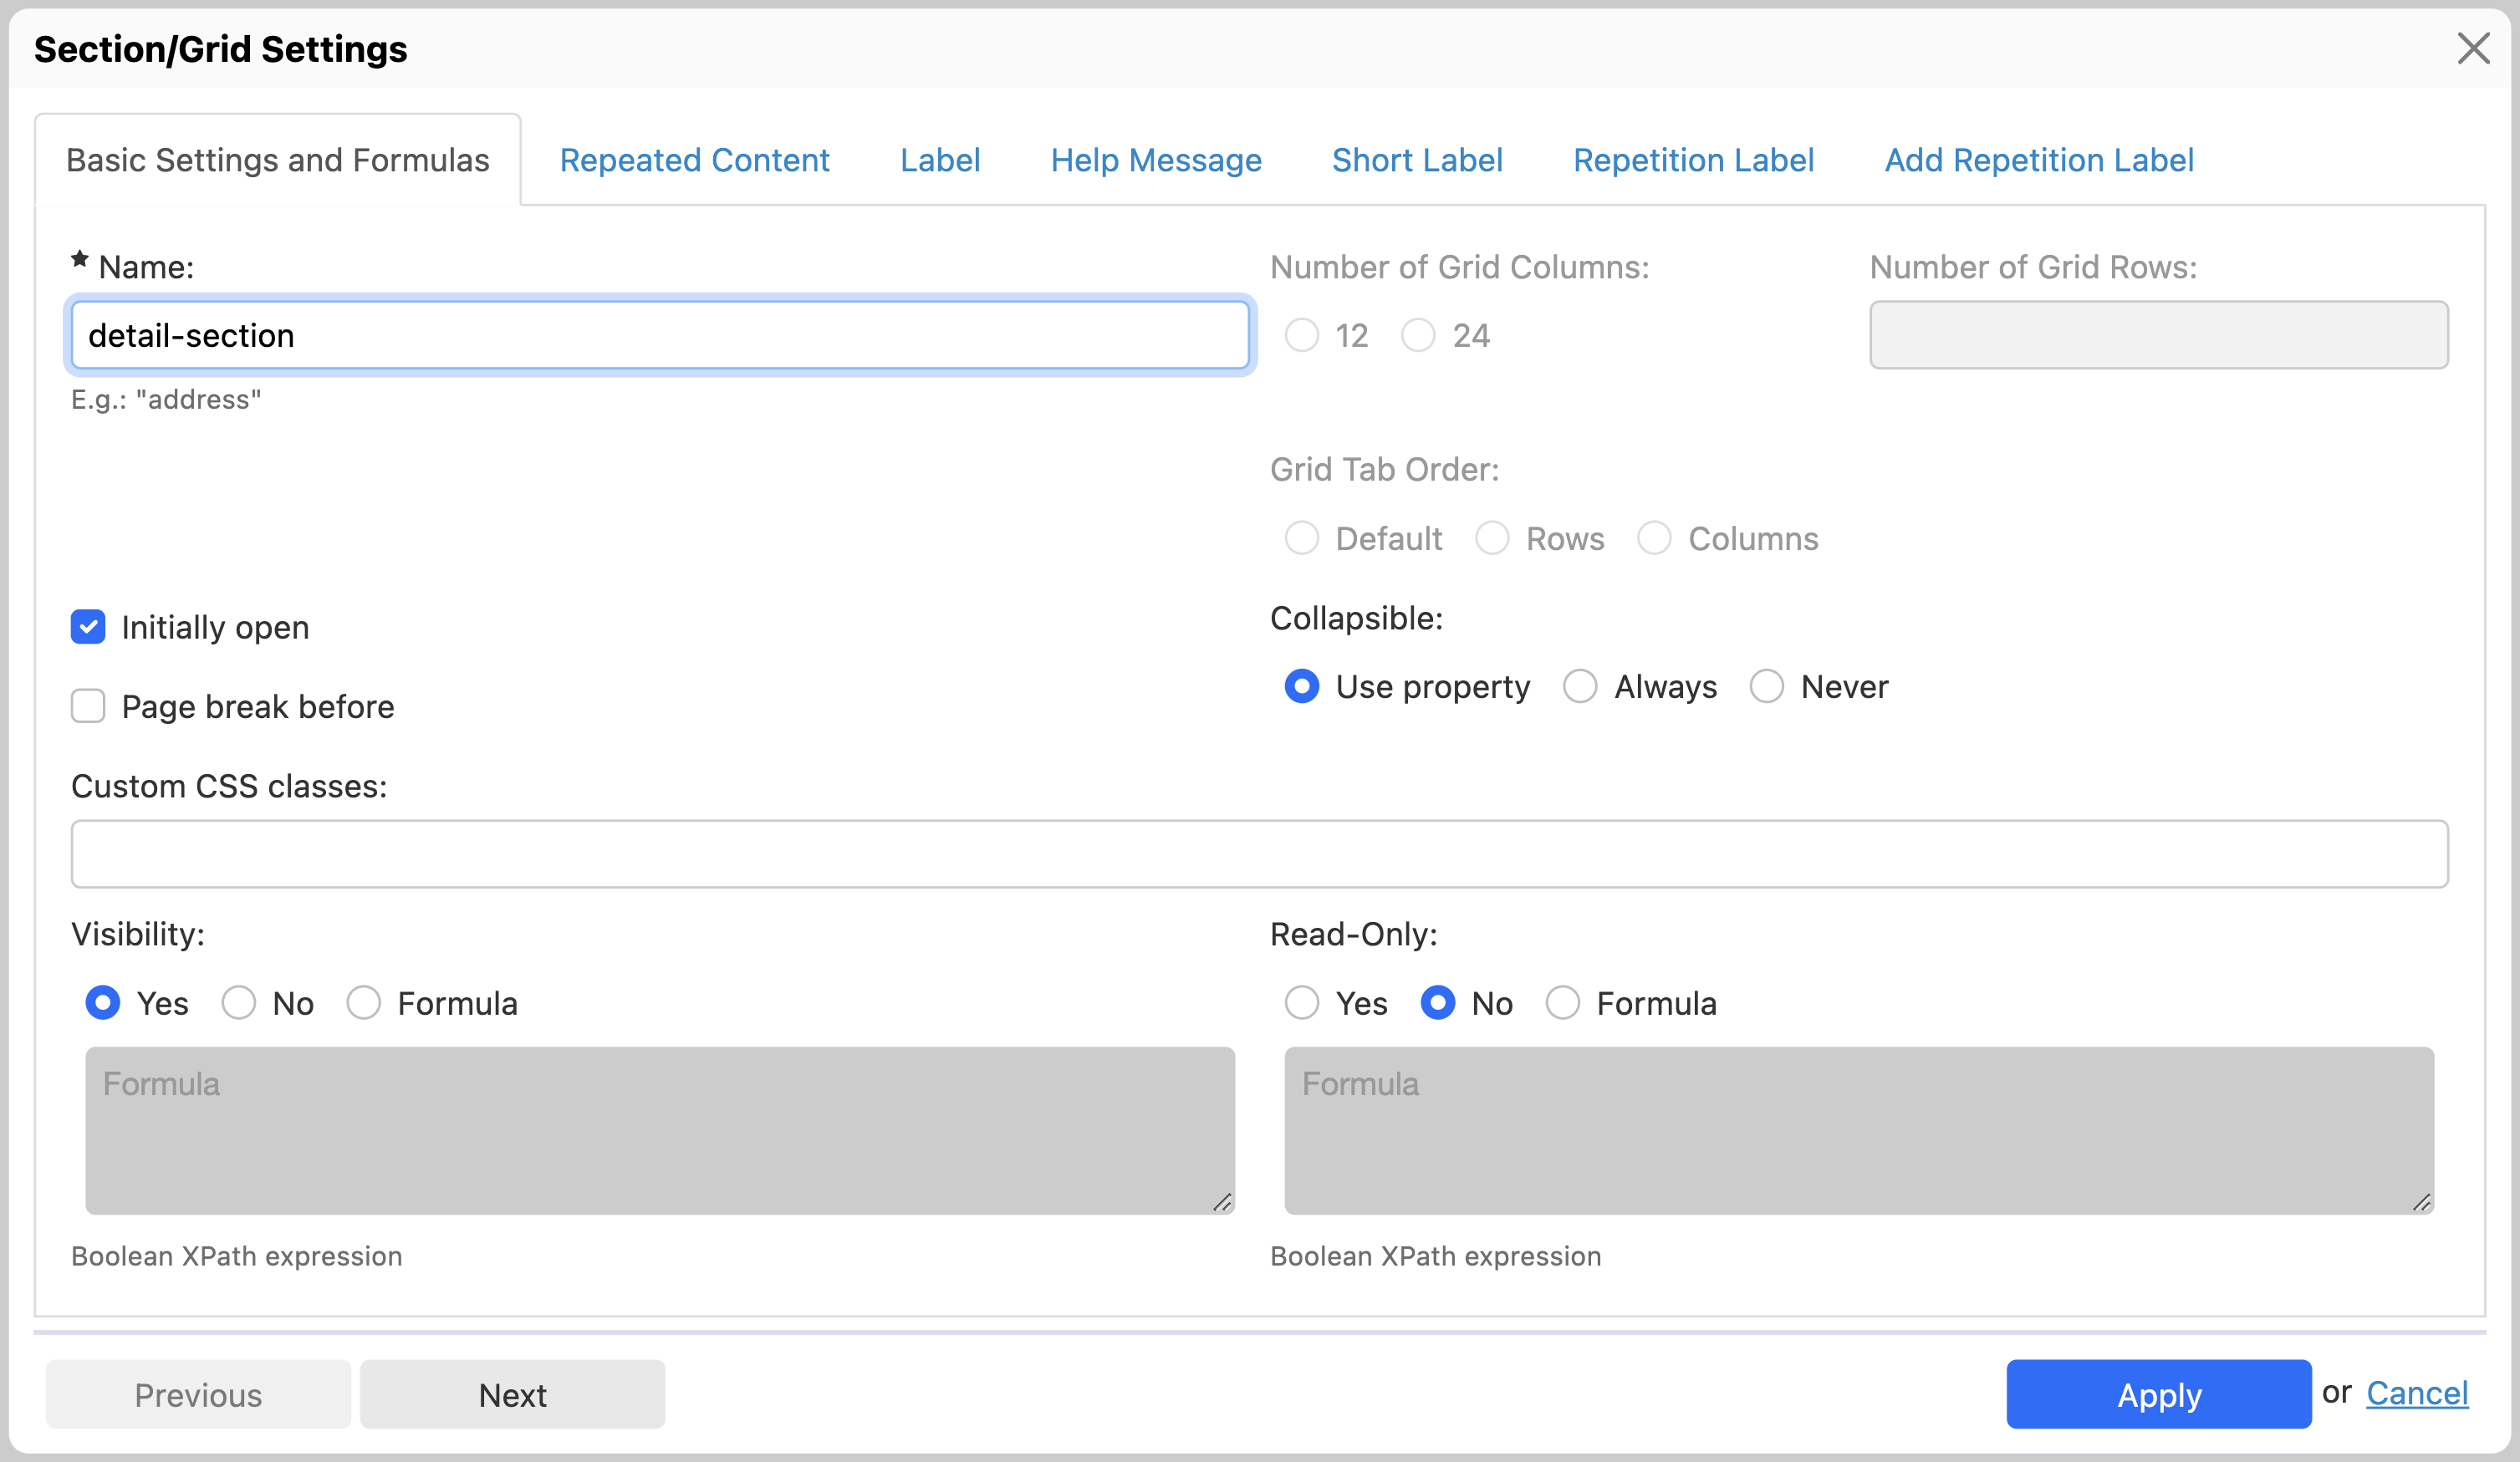 Section/Grid Settings
Basic Settings and Formulas Repeated Content Label Help Message Short Label Repetition Label Add Repetition Label
★ Name: Number of Grid Columns: Number of Grid Rows:
detail-section 12 24
E.g.: "address"
Grid Tab Order:
Default Rows Columns
Initially open Collapsible:
Use property Always Never
Page break before
Custom CSS classes:
Visibility: Read-Only:
Yes No Formula Yes No Formula
Formula Formula
Boolean XPath expression Boolean XPath expression
Previous Next Apply or Cancel